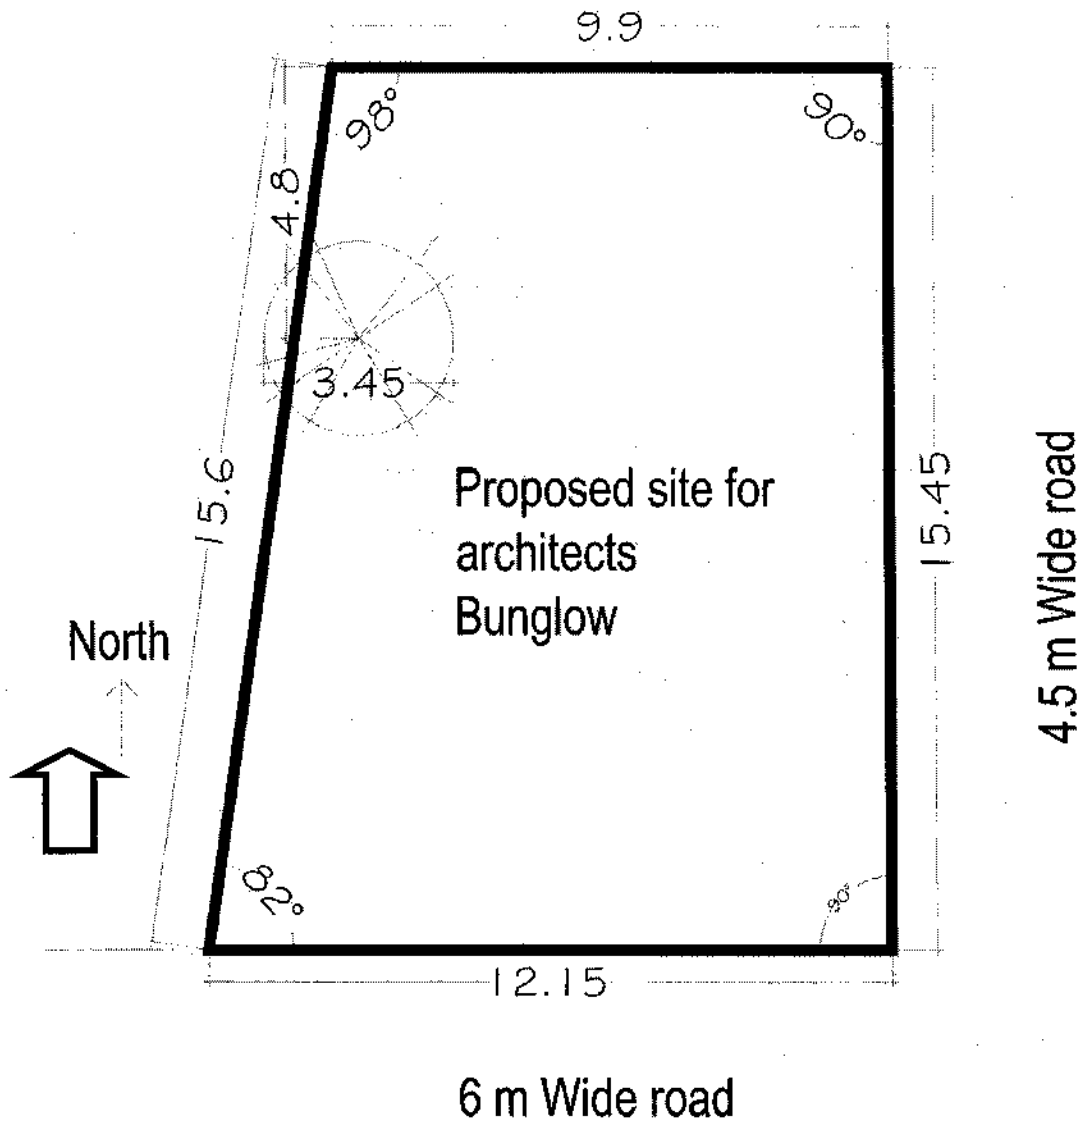 9.9
98°
90°
4.8
3.45
15.6
Proposed site for
architects
Bunglow
15.45
4.5 m Wide road
North
82°
90°
12.15
6 m Wide road